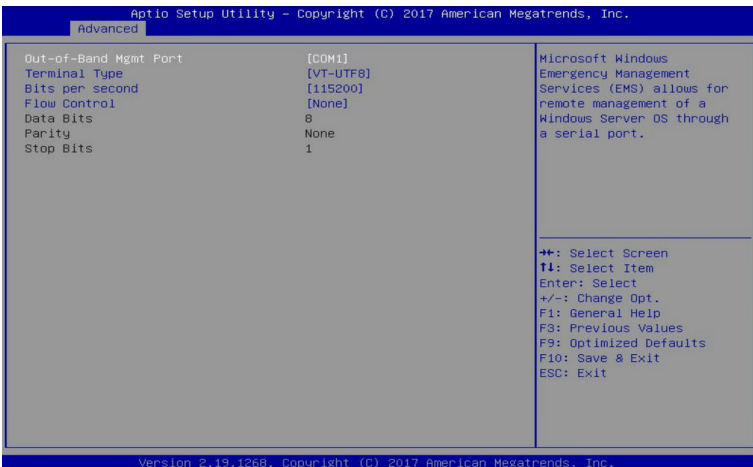 Aptio Setup Utility – Copyright (C) 2017 American Megatrends, Inc.
Advanced
Out-of-Band Mgmt Port [COM1]
Terminal Type [VT-UTF8]
Bits per second [115200]
Flow Control [None]
Data Bits 8
Parity None
Stop Bits 1
Microsoft Windows
Emergency Management
Services (EMS) allows for
remote management of a
Windows Server OS through
a serial port.
→←: Select Screen
↑↓: Select Item
Enter: Select
+/-: Change Opt.
F1: General Help
F3: Previous Values
F9: Optimized Defaults
F10: Save & Exit
ESC: Exit
Version 2.19.1268. Copyright (C) 2017 American Megatrends, Inc.